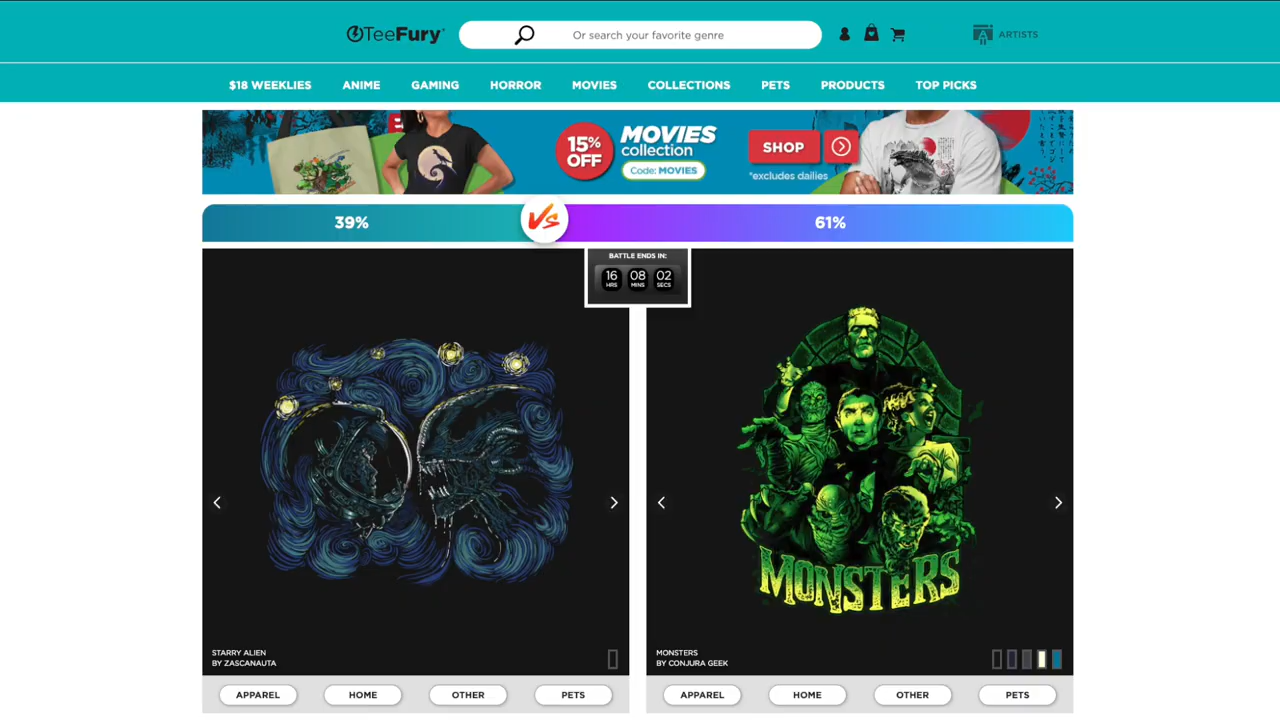 TeeFury
Or search your favorite genre
ARTISTS
$18 WEEKLIES ANIME GAMING HORROR MOVIES COLLECTIONS PETS PRODUCTS TOP PICKS
15%
OFF
MOVIES
collection
Code: MOVIES
SHOP
*excludes dailies
39%
VS
61%
BATTLE ENDS IN:
16 08 02
HRS MINS SECS
MONSTERS
STARRY ALIEN
BY ZASCANAUTA
MONSTERS
BY CONJURA GEEK
APPAREL HOME OTHER PETS
APPAREL HOME OTHER PETS